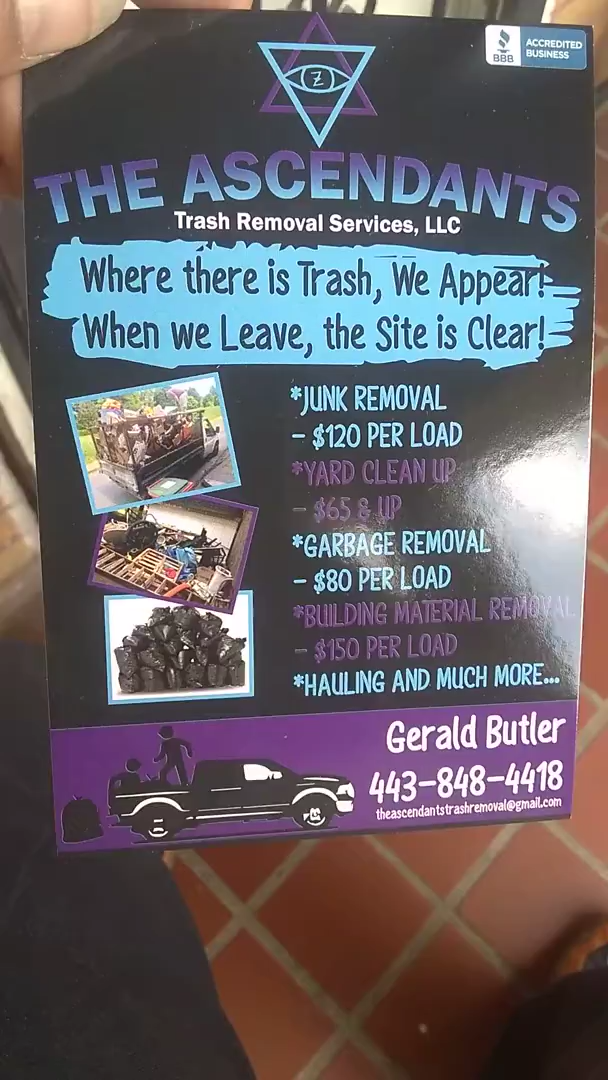 Z
BBB
ACCREDITED
BUSINESS
THE ASCENDANTS
Trash Removal Services, LLC
Where there is Trash, We Appear!
When we Leave, the Site is Clear!
*JUNK REMOVAL
- $120 PER LOAD
*YARD CLEAN UP
- $65 & UP
*GARBAGE REMOVAL
- $80 PER LOAD
*BUILDING MATERIAL REMOVAL
- $150 PER LOAD
*HAULING AND MUCH MORE...
Gerald Butler
443-848-4418
theascendantstrashremoval@gmail.com